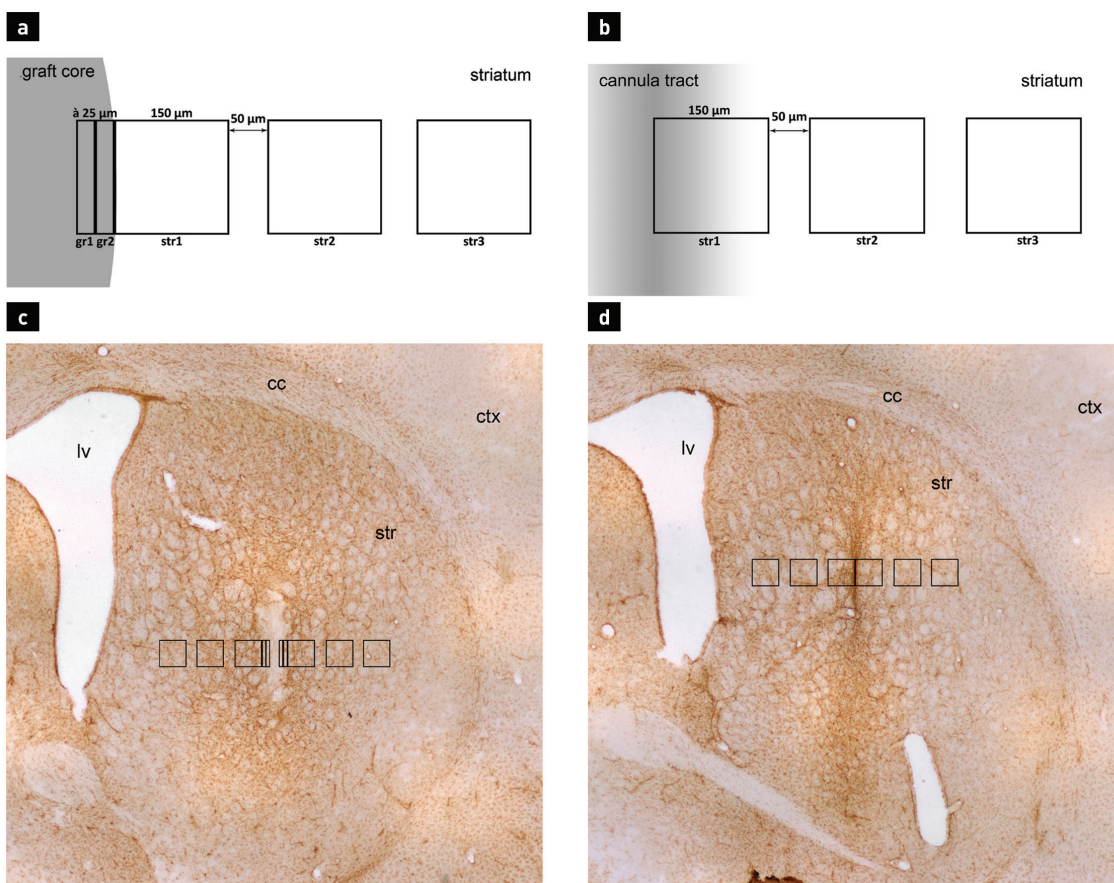 a
graft core
striatum
à 25 µm
150 µm
50 µm
gr1
gr2
str1
str2
str3
b
cannula tract
striatum
150 µm
50 µm
str1
str2
str3
c
cc
ctx
lv
str
d
cc
ctx
lv
str